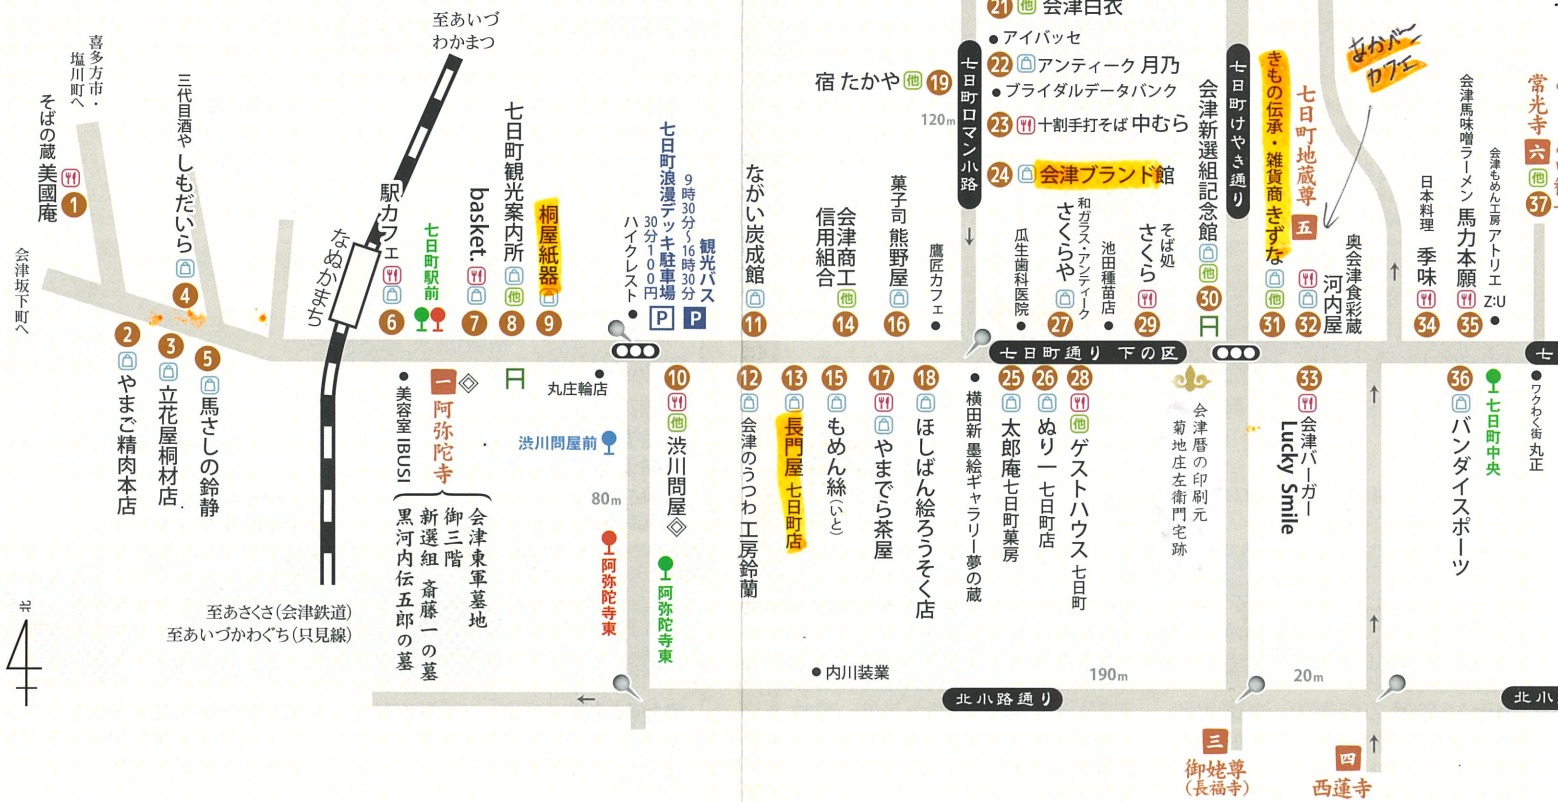 至あいづ
わかまつ
喜多方市・
塩川町へ
そばの蔵 美國庵
1
会津坂下町へ
三代目酒や しもだいら
4
2
やまご精肉本店
3
立花屋桐材店
5
馬さしの鈴静
なぬかまち
駅カフェ
6
七日町駅前
basket.
7
七日町観光案内所
他
8
桐屋紙器
9
ハイクレスト
七日町浪漫デッキ駐車場
30分100円
P
観光バス
9時30分〜16時30分
P
ながい炭成館
11
会津商工
信用組合
他
14
菓子司 熊野屋
16
鷹匠カフェ
宿 たかや 他 19
120m
七日町ロマン小路
21 他 会津白衣
アイバッセ
22 アンティーク 月乃
ブライダルデータバンク
23 十割手打そば 中むら
24 会津ブランド館
瓜生歯科医院
和ガラス・アンティーク
さくらや
27
池田種苗店
そば処
さくら
29
会津新選組記念館
他
他
30
七日町けやき通り
きもの伝承・雑貨商 きずな
他
31
七日町地蔵尊
五
32
奥会津食彩蔵
河内屋
あかべー
カフェ
日本料理 季味
34
会津馬味噌ラーメン 馬力本願
35
会津もめん工房 アトリエ
Z:U
常光寺
六
他
37
七日町通り 下の区
七
美容室 IBUSI
一
阿弥陀寺
会津東軍墓地
御三階
新選組 斎藤一の墓
黒河内伝五郎の墓
丸庄輪店
渋川問屋前
80m
阿弥陀寺東
10
他
渋川問屋
阿弥陀寺東
12
会津のうつわ 工房鈴蘭
13
長門屋 七日町店
15
もめん絲(いと)
17
やまでら茶屋
18
ほしばん絵ろうそく店
横田新 墨絵ギャラリー夢の蔵
25
太郎庵 七日町菓房
26
ぬり一 七日町店
28
他
ゲストハウス 七日町
会津暦の印刷元
菊地庄左衛門宅跡
33
会津バーガー
Lucky Smile
36
バンダイスポーツ
七日町中央
ワクわく街 丸正
至あさくさ(会津鉄道)
至あいづかわぐち(只見線)
北
内川装業
190m
20m
北小路通り
北小
三
御姥尊
(長福寺)
四
西蓮寺